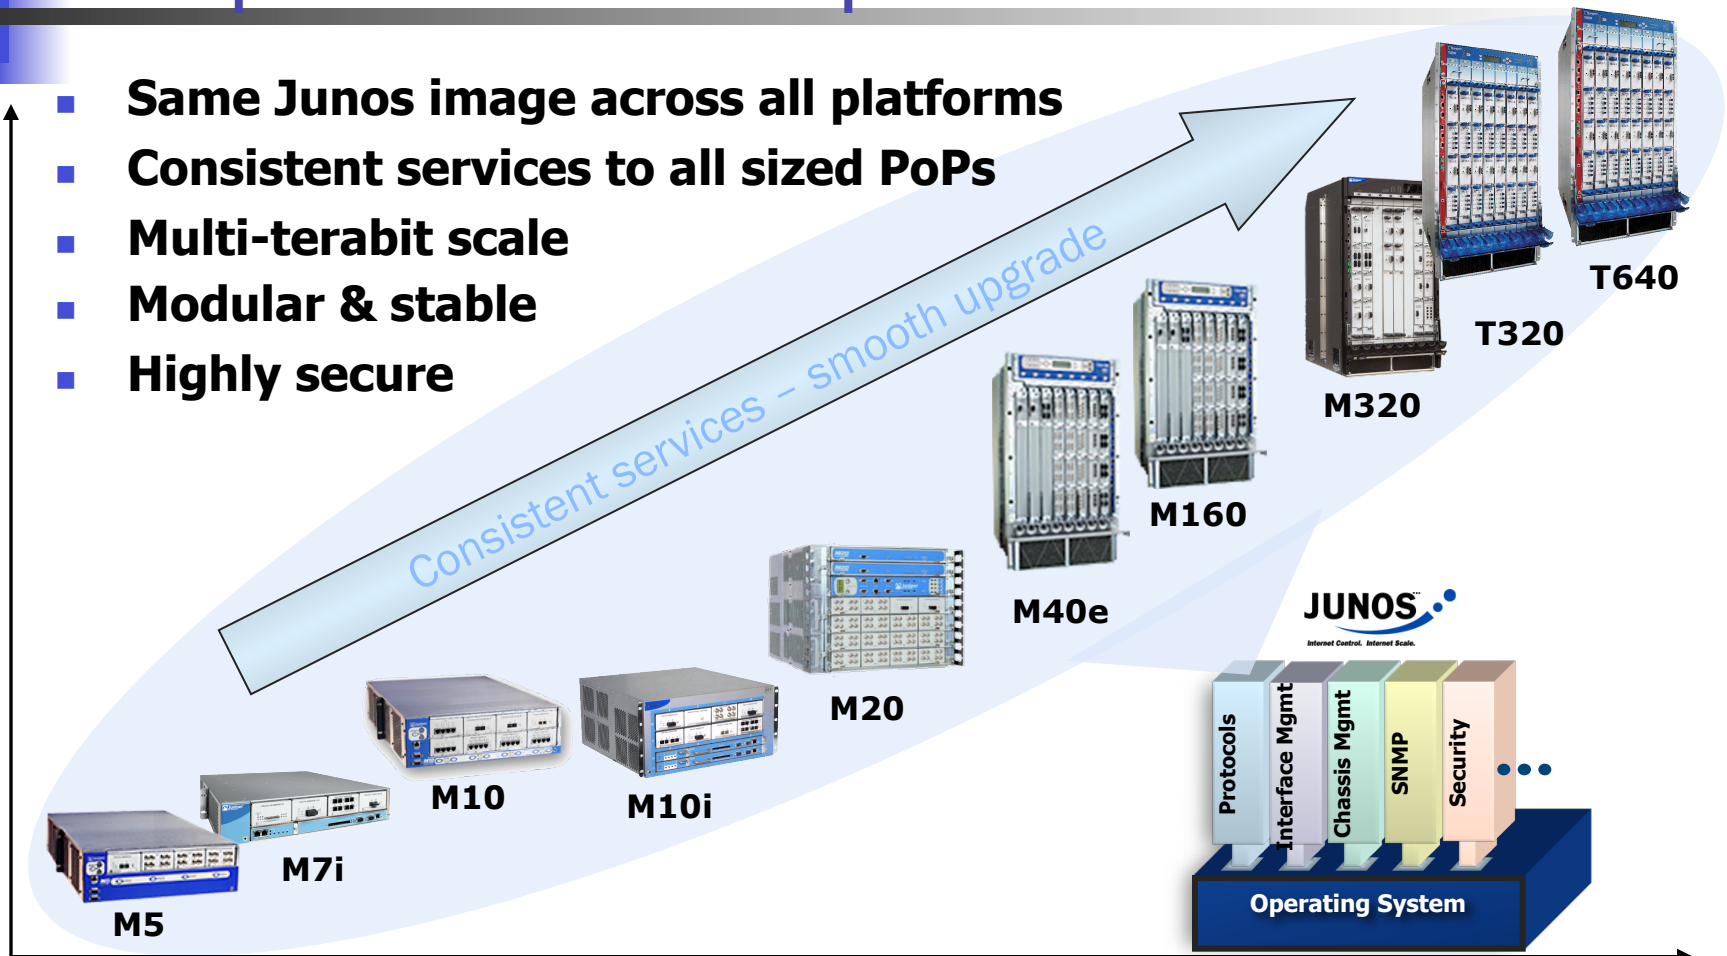 Same Junos image across all platforms
Consistent services to all sized PoPs
Multi-terabit scale
Modular & stable
Highly secure
Consistent services – smooth upgrade
T640
T320
M320
M160
M40e
M20
M10i
M10
M7i
M5
JUNOS
Internet Control. Internet Scale.
Protocols
Interface Mgmt
Chassis Mgmt
SNMP
Security
Operating System